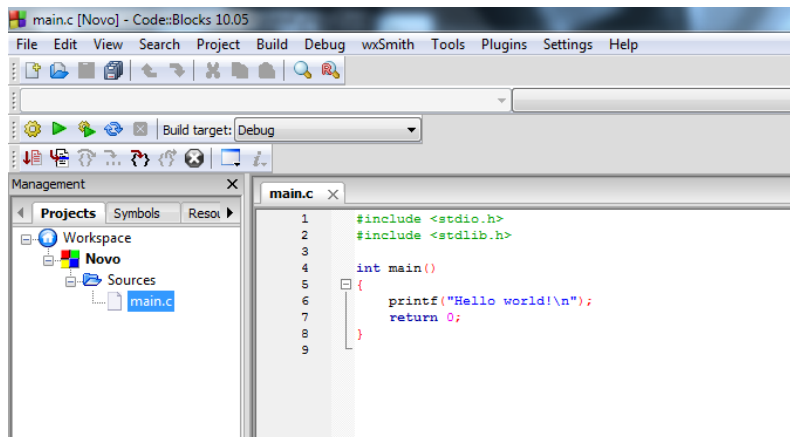 main.c [Novo] - Code::Blocks 10.05
File Edit View Search Project Build Debug wxSmith Tools Plugins Settings Help
Build target: Debug
Management
Projects Symbols Resou
Workspace
Novo
Sources
main.c
main.c
1 #include <stdio.h>
2 #include <stdlib.h>
3
4 int main()
5 {
6 printf("Hello world!\n");
7 return 0;
8 }
9